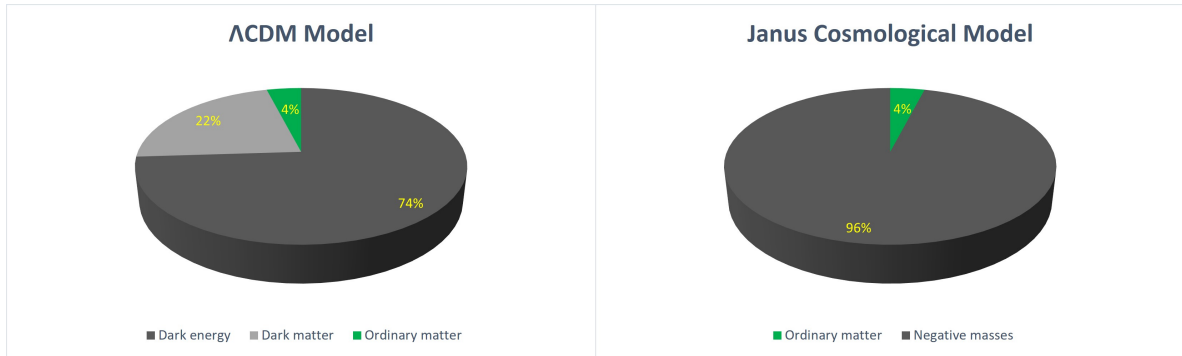 ΛCDM Model
22%
4%
74%
Dark energy
Dark matter
Ordinary matter
Janus Cosmological Model
4%
96%
Ordinary matter
Negative masses